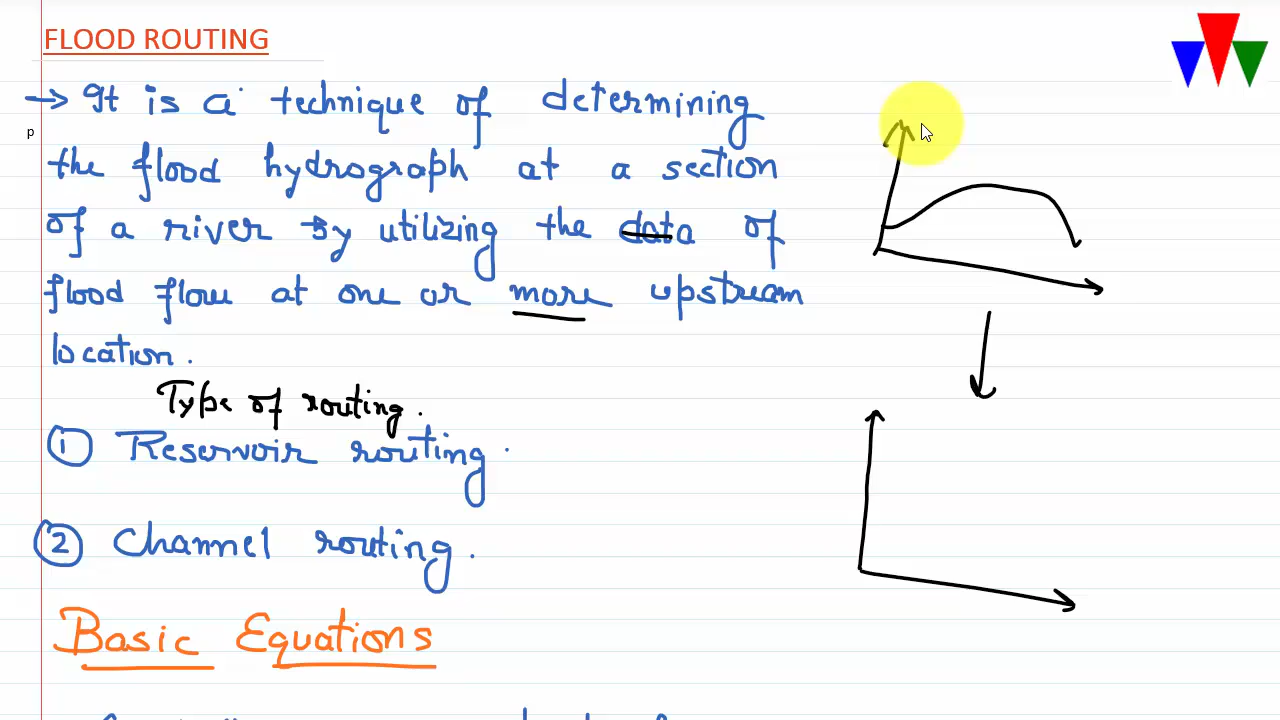 FLOOD ROUTING
→ It is a technique of determining
p
the flood hydrograph at a section
of a river by utilizing the data of
flood flow at one or more upstream
location.
Type of routing.
① Reservoir routing.
② Channel routing.
Basic Equations